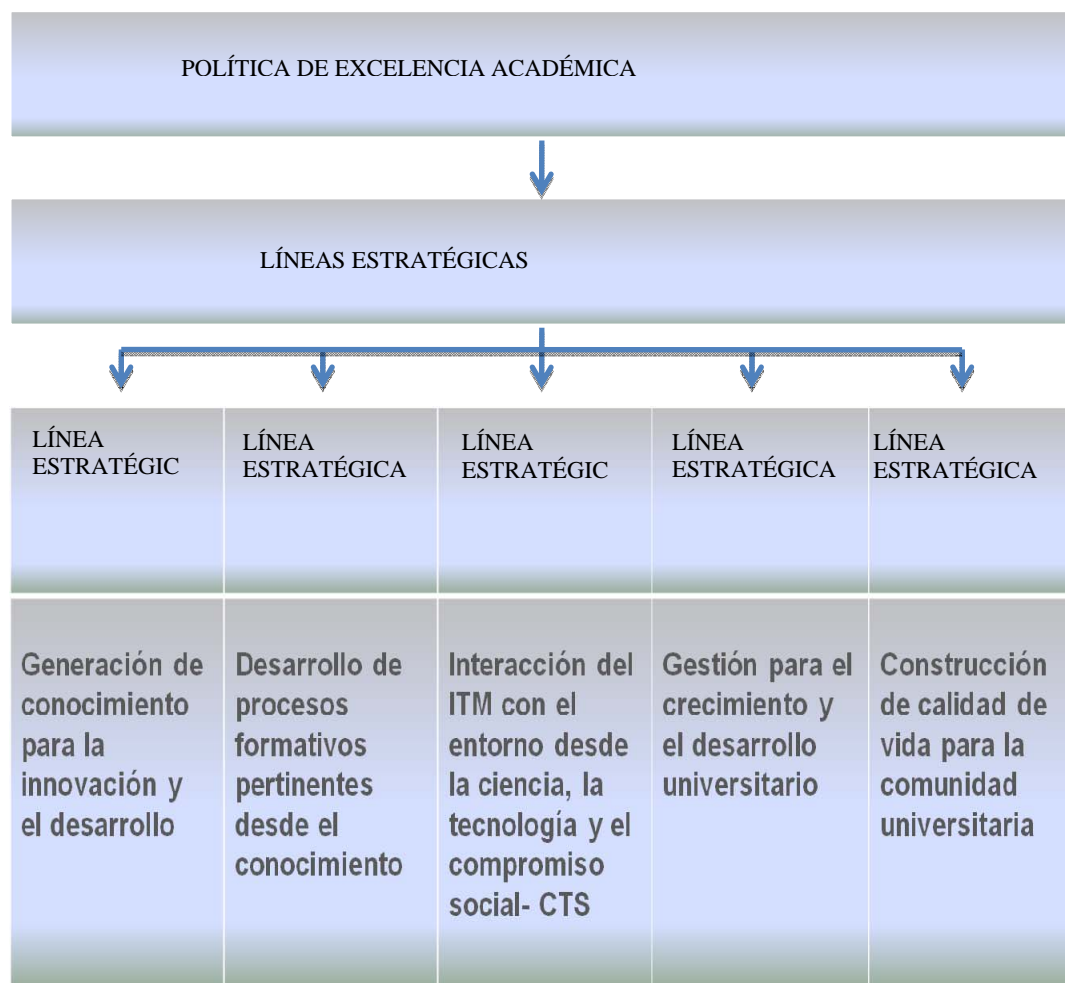 POLÍTICA DE EXCELENCIA ACADÉMICA
LÍNEAS ESTRATÉGICAS
LÍNEA
ESTRATÉGIC
LÍNEA
ESTRATÉGICA
LÍNEA
ESTRATÉGIC
LÍNEA
ESTRATÉGICA
LÍNEA
ESTRATÉGICA
Generación de
conocimiento
para la
innovación y
el desarrollo
Desarrollo de
procesos
formativos
pertinentes
desde el
conocimiento
Interacción del
ITM con el
entorno desde
la ciencia, la
tecnología y el
compromiso
social- CTS
Gestión para el
crecimiento y
el desarrollo
universitario
Construcción
de calidad de
vida para la
comunidad
universitaria